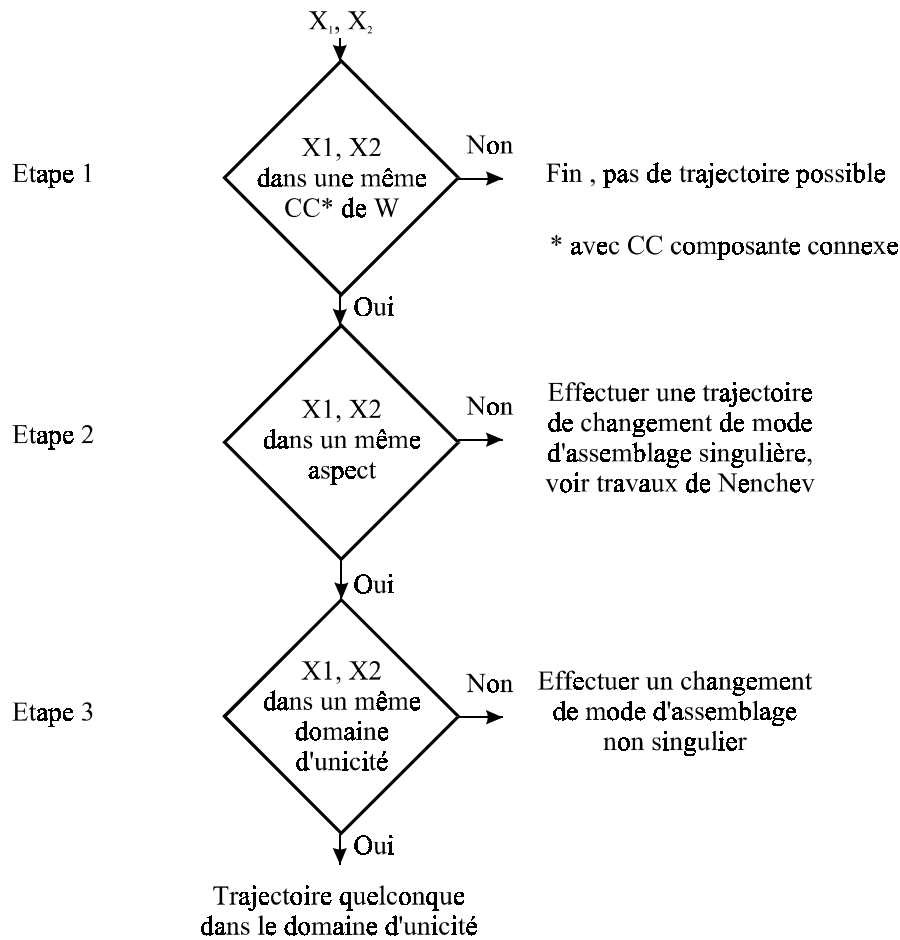 X₁, X₂
Etape 1
X1, X2
dans une même
CC* de W
Non
Fin , pas de trajectoire possible
* avec CC composante connexe
Oui
Etape 2
X1, X2
dans un même
aspect
Non
Effectuer une trajectoire
de changement de mode
d'assemblage singulière,
voir travaux de Nenchev
Oui
Etape 3
X1, X2
dans un même
domaine
d'unicité
Non
Effectuer un changement
de mode d'assemblage
non singulier
Oui
Trajectoire quelconque
dans le domaine d'unicité